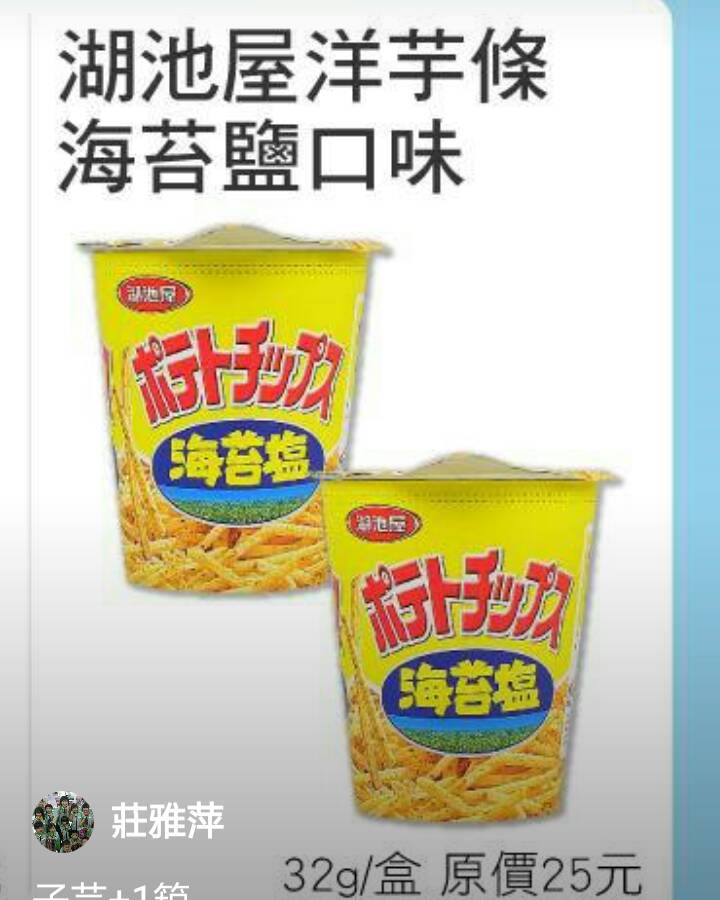 湖池屋洋芋條
海苔鹽口味
湖池屋
ポテトチップス
海苔塩
湖池屋
ポテトチップス
海苔塩
莊雅萍
32g/盒 原價25元